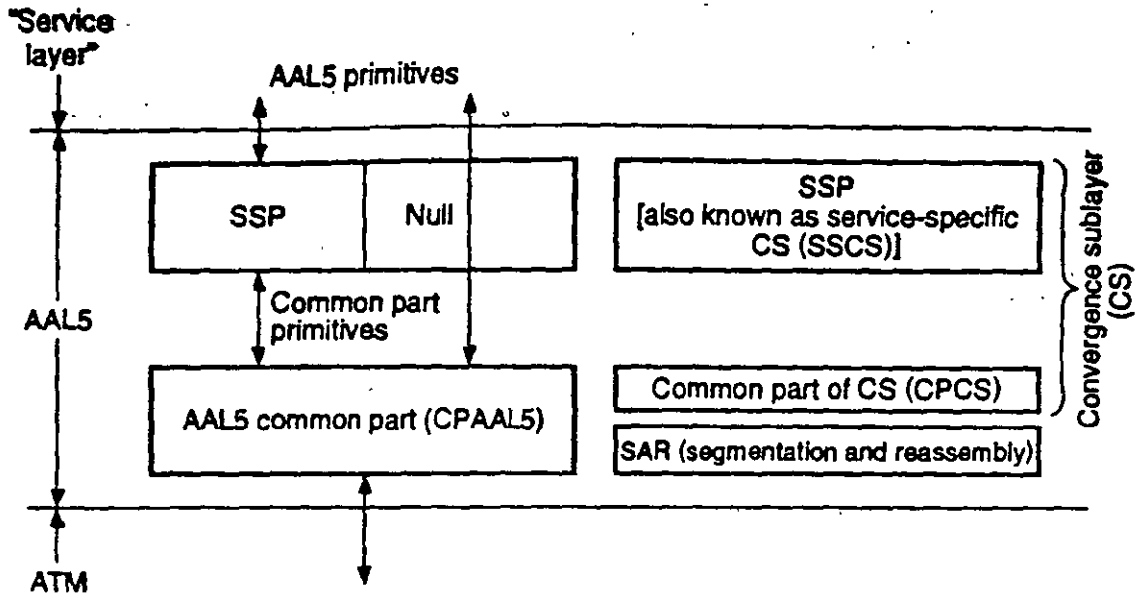 "Service
layer"
AAL5 primitives
SSP
Null
SSP
[also known as service-specific
CS (SSCS)]
Convergence sublayer
(CS)
AAL5
Common part
primitives
AAL5 common part (CPAAL5)
Common part of CS (CPCS)
SAR (segmentation and reassembly)
ATM